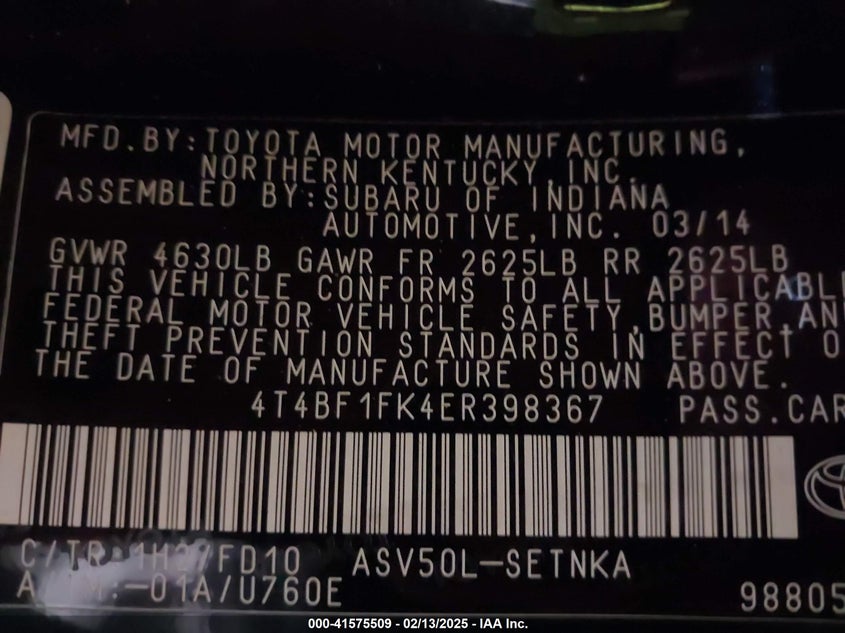 MFD.BY:TOYOTA MOTOR MANUFACTURING,
NORTHERN KENTUCKY,INC.
ASSEMBLED BY:SUBARU OF INDIANA
AUTOMOTIVE,INC. 03/14
GVWR 4630LB GAWR FR 2625LB RR 2625LB
THIS VEHICLE CONFORMS TO ALL APPLICABL
FEDERAL MOTOR VEHICLE SAFETY,BUMPER,AN
THEFT PREVENTION STANDARDS IN EFFECT O
THE DATE OF MANUFACTURE SHOWN ABOVE.
4T4BF1FK4ER398367 PASS.CAR
C/TR 1H27FD10 ASV50L-SETNKA
-01A/U760E 98805
000-41575509 - 02/13/2025 - IAA Inc.